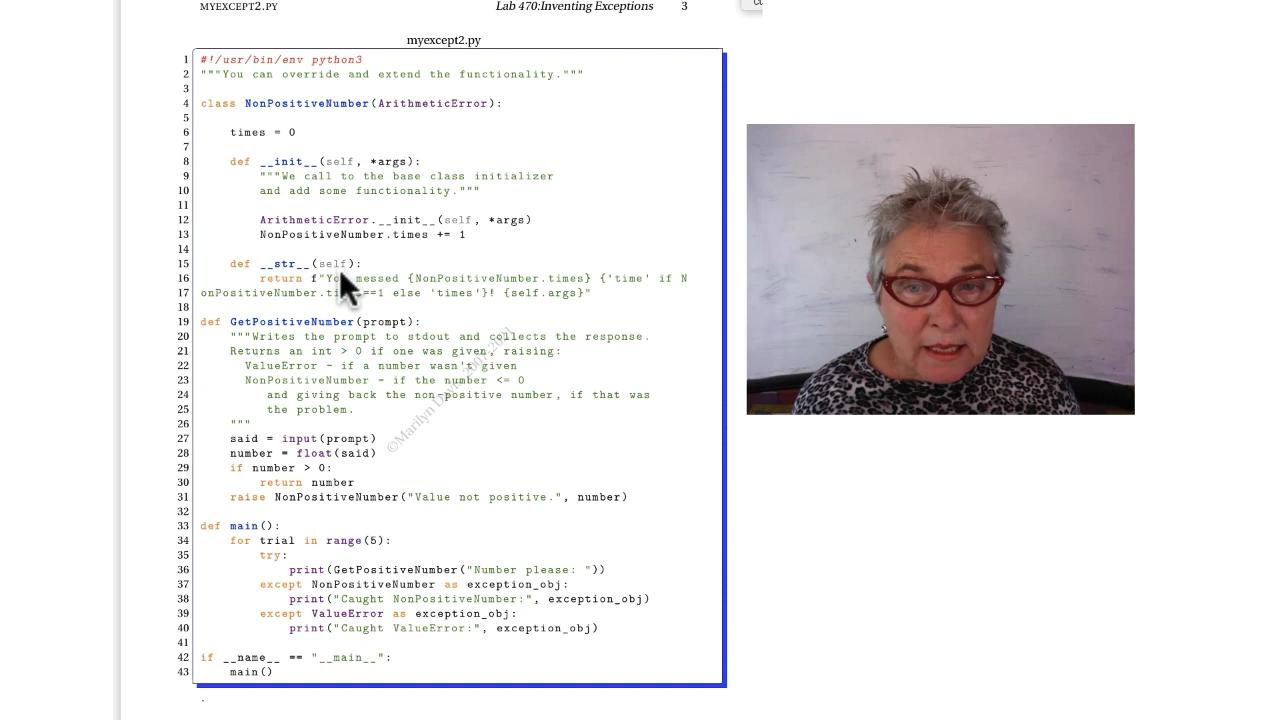 MYEXCEPT2.PY Lab 470:Inventing Exceptions 3
myexcept2.py
1 #!/usr/bin/env python3
2 """You can override and extend the functionality."""
3
4 class NonPositiveNumber(ArithmeticError):
5
6 times = 0
7
8 def __init__(self, *args):
9 """We call to the base class initializer
10 and add some functionality."""
11
12 ArithmeticError.__init__(self, *args)
13 NonPositiveNumber.times += 1
14
15 def __str__(self):
16 return f"You messed {NonPositiveNumber.times} {'time' if N
17 onPositiveNumber.times==1 else 'times'}! {self.args}"
18
19 def GetPositiveNumber(prompt):
20 """Writes the prompt to stdout and collects the response.
21 Returns an int > 0 if one was given, raising:
22 ValueError - if a number wasn't given
23 NonPositiveNumber - if the number <= 0
24 and giving back the non-positive number, if that was
25 the problem.
26 """
27 said = input(prompt)
28 number = float(said)
29 if number > 0:
30 return number
31 raise NonPositiveNumber("Value not positive.", number)
32
33 def main():
34 for trial in range(5):
35 try:
36 print(GetPositiveNumber("Number please: "))
37 except NonPositiveNumber as exception_obj:
38 print("Caught NonPositiveNumber:", exception_obj)
39 except ValueError as exception_obj:
40 print("Caught ValueError:", exception_obj)
41
42 if __name__ == "__main__":
43 main()
©Marilyn